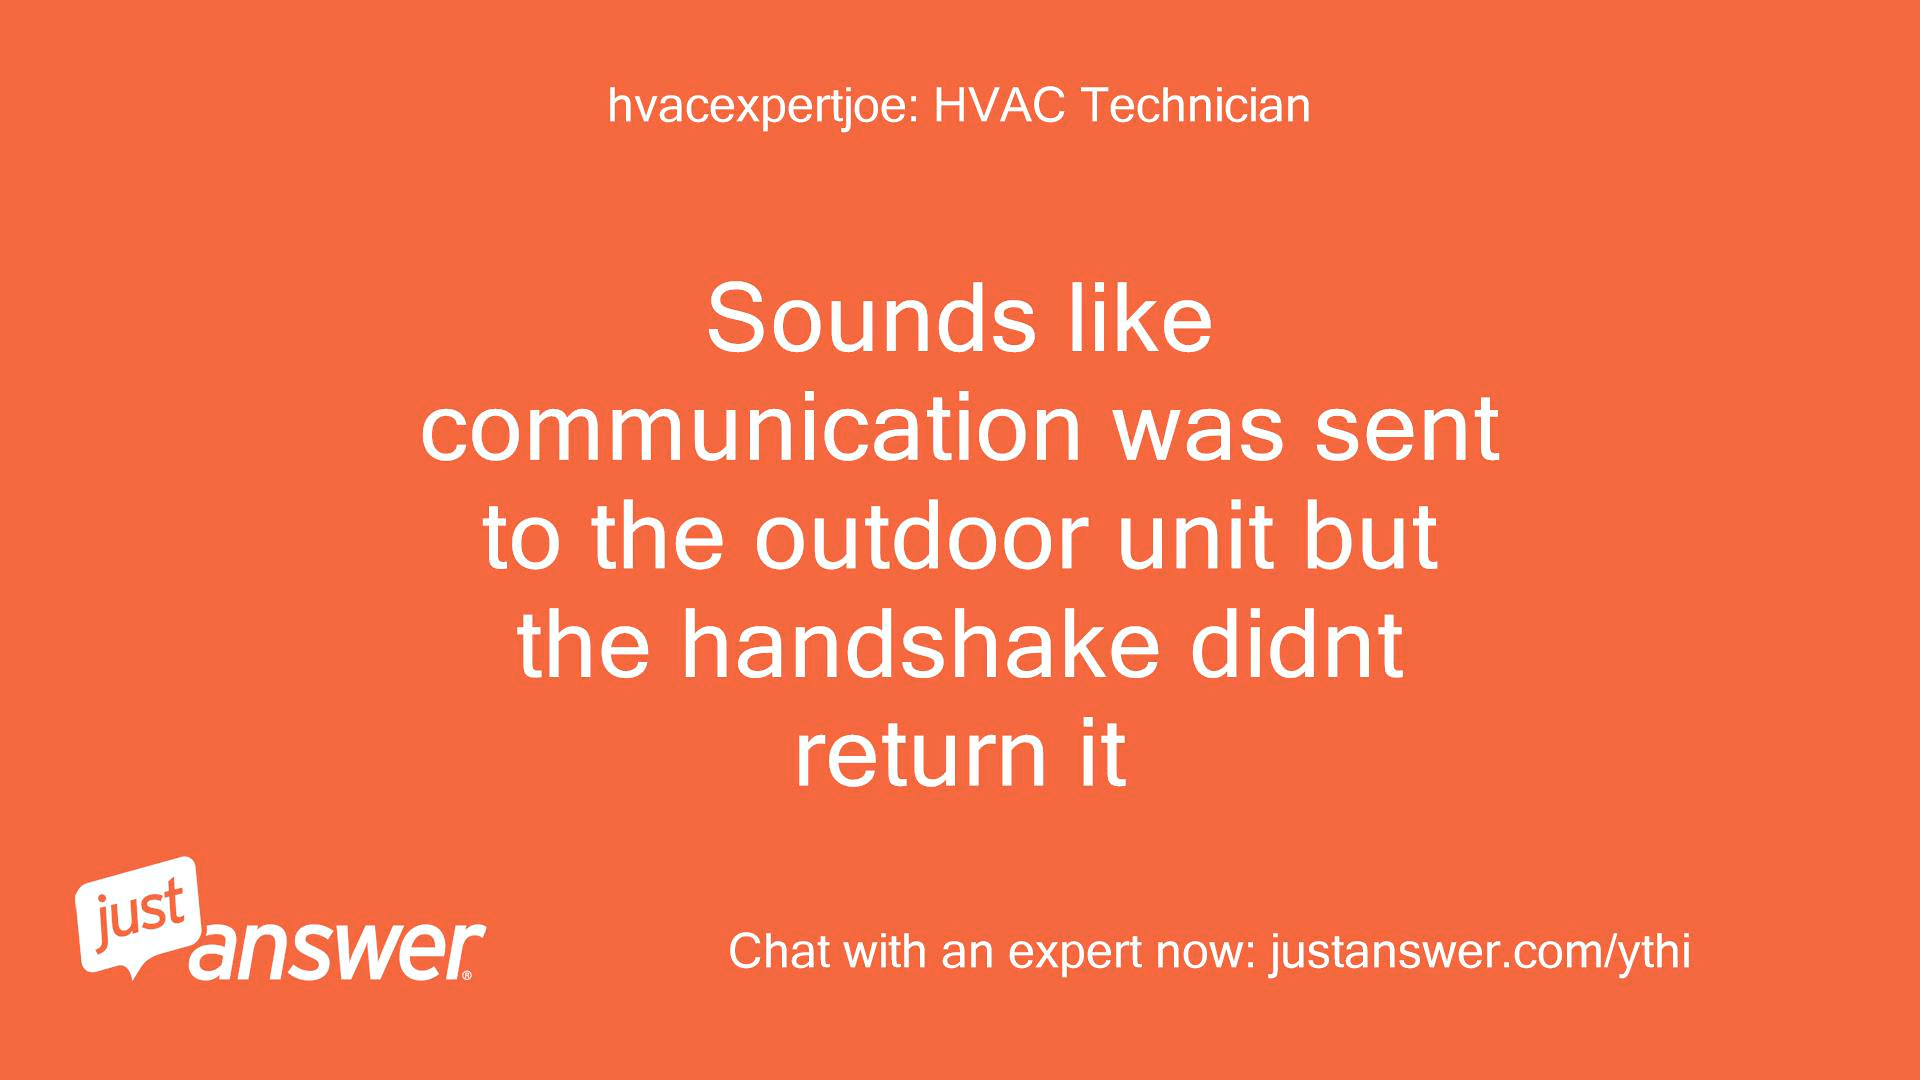 hvacexpertjoe: HVAC Technician
Sounds like
communication was sent
to the outdoor unit but
the handshake didnt
return it
just
answer®
Chat with an expert now: justanswer.com/ythi